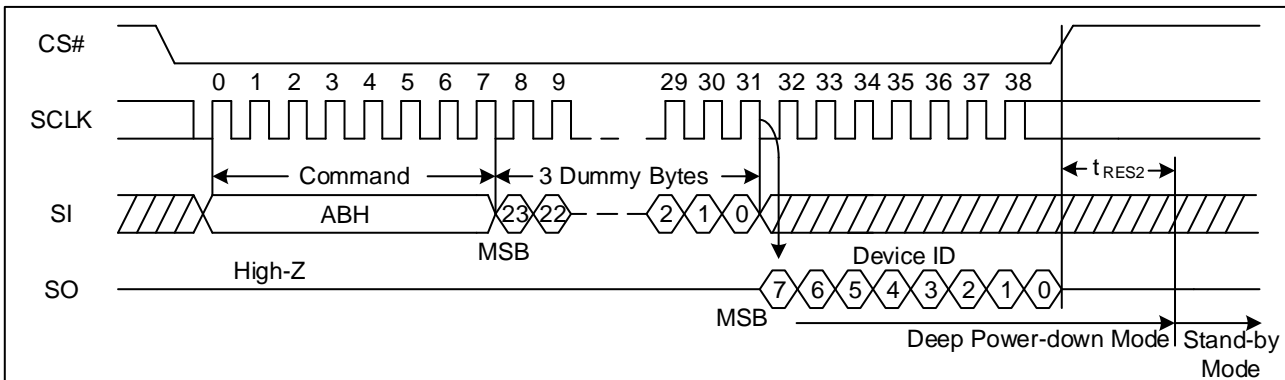 CS#
0 1 2 3 4 5 6 7 8 9 29 30 31 32 33 34 35 36 37 38
SCLK
Command 3 Dummy Bytes tRES2
SI ABH 23 22 2 1 0
MSB
High-Z Device ID
SO 7 6 5 4 3 2 1 0
MSB
Deep Power-down Mode Stand-by
Mode